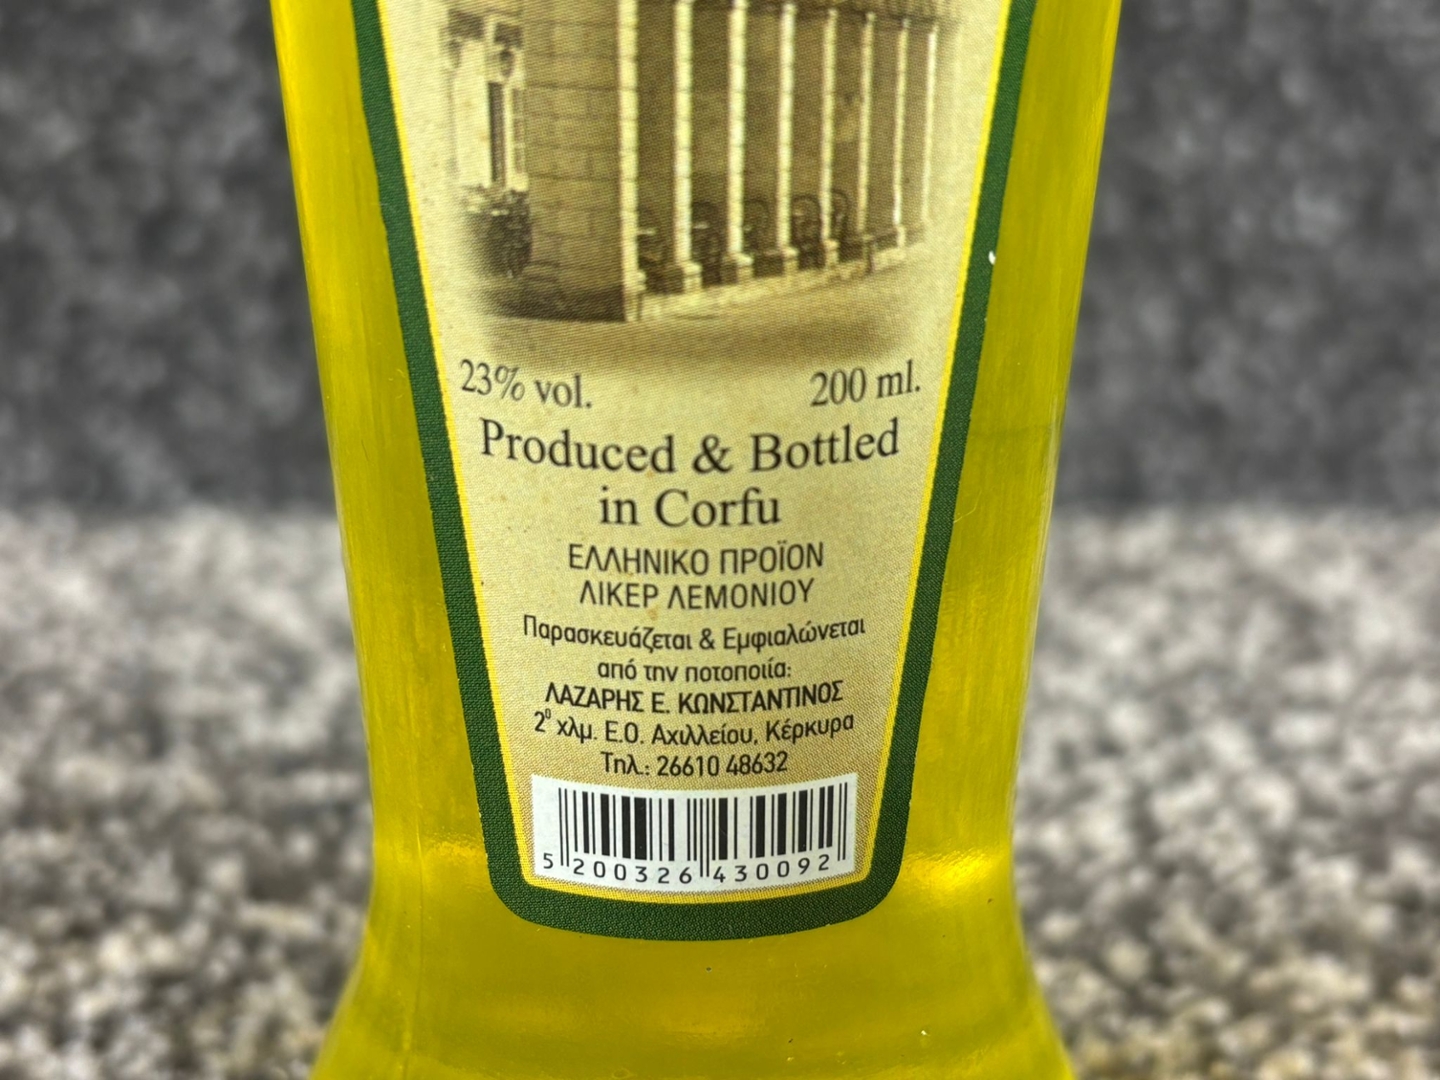 23% vol. 200 ml.
Produced & Bottled
in Corfu
ΕΛΛΗΝΙΚΟ ΠΡΟΪΟΝ
ΛΙΚΕΡ ΛΕΜΟΝΙΟΥ
Παρασκευάζεται & Εμφιαλώνεται
από την ποτοποιία:
ΛΑΖΑΡΗΣ Ε. ΚΩΝΣΤΑΝΤΙΝΟΣ
2⁰ χλμ. Ε.Ο. Αχιλλείου, Κέρκυρα
Τηλ.: 26610 48632
5 200326 430092